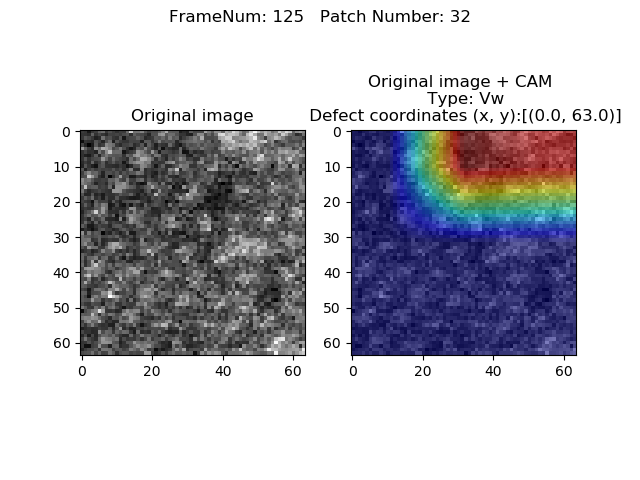 FrameNum: 125   Patch Number: 32
Original image
0
10
20
30
40
50
60
0 20 40 60
Original image + CAM
Type: Vw
Defect coordinates (x, y):[(0.0, 63.0)]
0
10
20
30
40
50
60
0 20 40 60